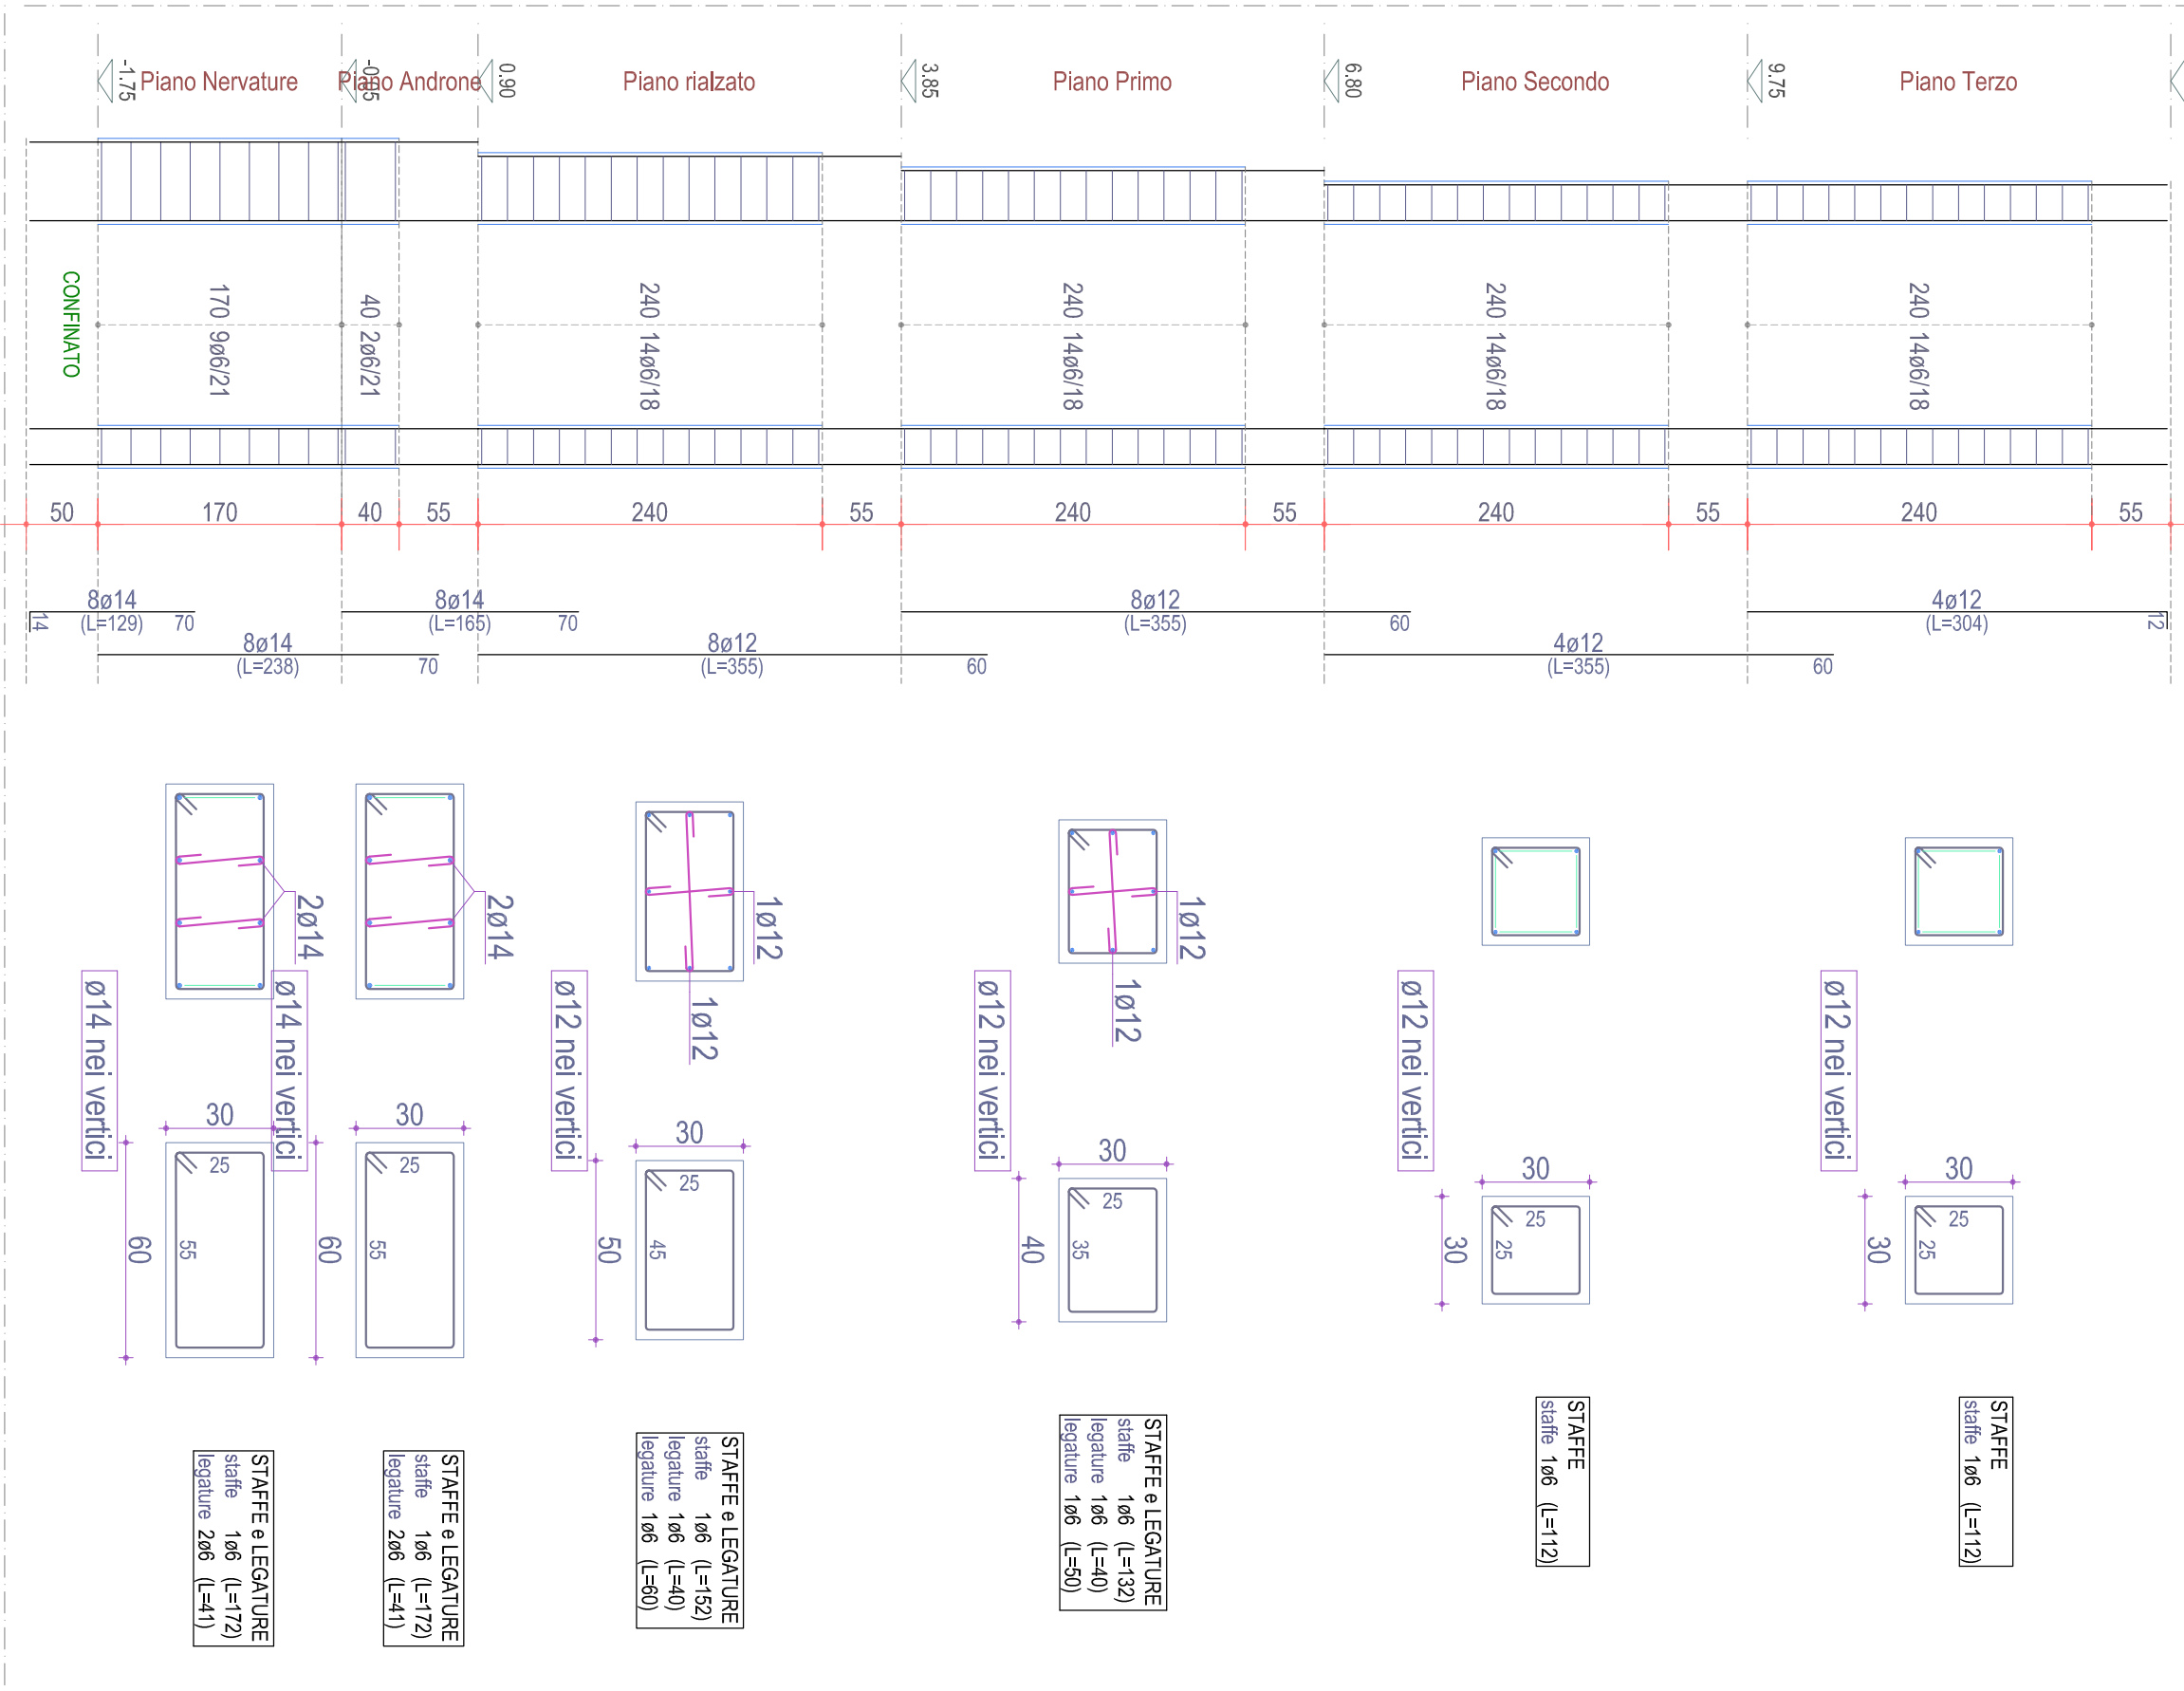 Piano Nervature
Piano Androne
Piano rialzato
Piano Primo
Piano Secondo
Piano Terzo
-1.75
0.90
3.85
6.80
9.75
CONFINATO
170 9ø6/21
40 2ø6/21
240 14ø6/18
240 14ø6/18
240 14ø6/18
240 14ø6/18
50 170 40 55 240 55 240 55 240 55 240 55
8ø14
(L=129)
70
14
8ø14
(L=165)
70
8ø12
(L=355)
60
4ø12
(L=304)
12
8ø14
(L=238)
70
8ø12
(L=355)
60
4ø12
(L=355)
60
2ø14
2ø14
1ø12
1ø12
1ø12
1ø12
ø14 nei vertici
ø14 nei vertici
ø12 nei vertici
ø12 nei vertici
ø12 nei vertici
ø12 nei vertici
30
25
60
55
30
25
60
55
30
25
50
45
30
25
40
35
30
25
30
25
30
25
30
25
STAFFE e LEGATURE
staffe 1ø6 (L=172)
legature 2ø6 (L=41)
STAFFE e LEGATURE
staffe 1ø6 (L=172)
legature 2ø6 (L=41)
STAFFE e LEGATURE
staffe 1ø6 (L=152)
legature 1ø6 (L=40)
legature 1ø6 (L=60)
STAFFE e LEGATURE
staffe 1ø6 (L=132)
legature 1ø6 (L=40)
legature 1ø6 (L=50)
STAFFE
staffe 1ø6 (L=112)
STAFFE
staffe 1ø6 (L=112)